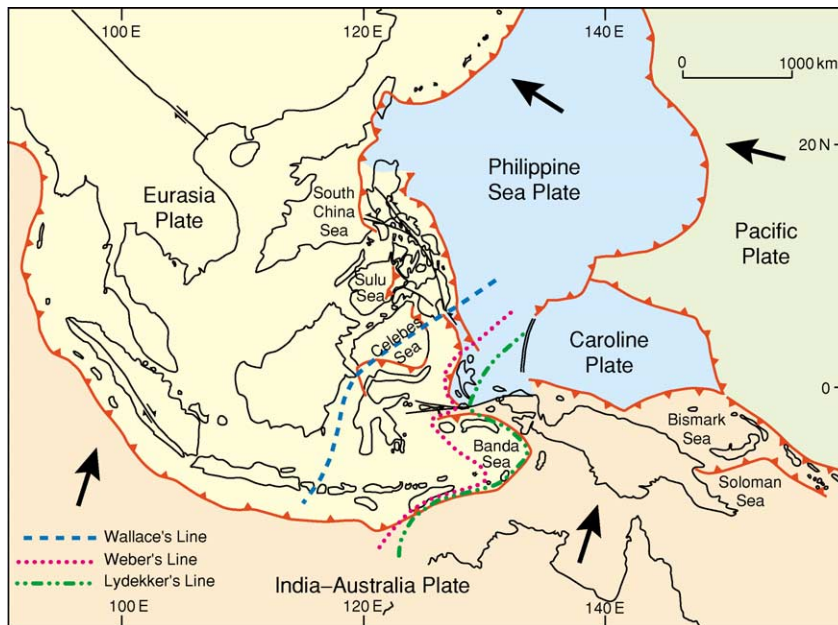 100 E
120 E
140 E
0
1000 km
20 N
Philippine
Sea Plate
Eurasia
Plate
South
China
Sea
Pacific
Plate
Sulu
Sea
Celebes
Sea
Caroline
Plate
0
Bismark
Sea
Banda
Sea
Soloman
Sea
Wallace's Line
Weber's Line
Lydekker's Line
India–Australia Plate
100 E
120 E
140 E